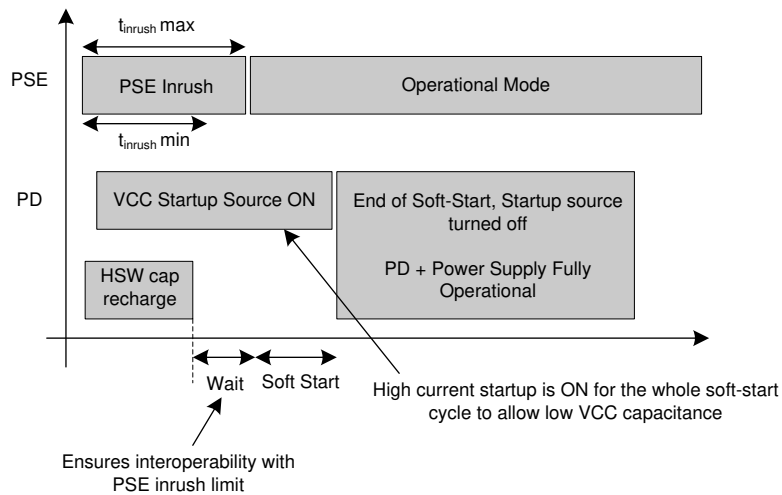 t_inrush max
PSE
PSE Inrush
Operational Mode
t_inrush min
PD
VCC Startup Source ON
End of Soft-Start, Startup source
turned off
PD + Power Supply Fully
Operational
HSW cap
recharge
Wait
Soft Start
High current startup is ON for the whole soft-start
cycle to allow low VCC capacitance
Ensures interoperability with
PSE inrush limit